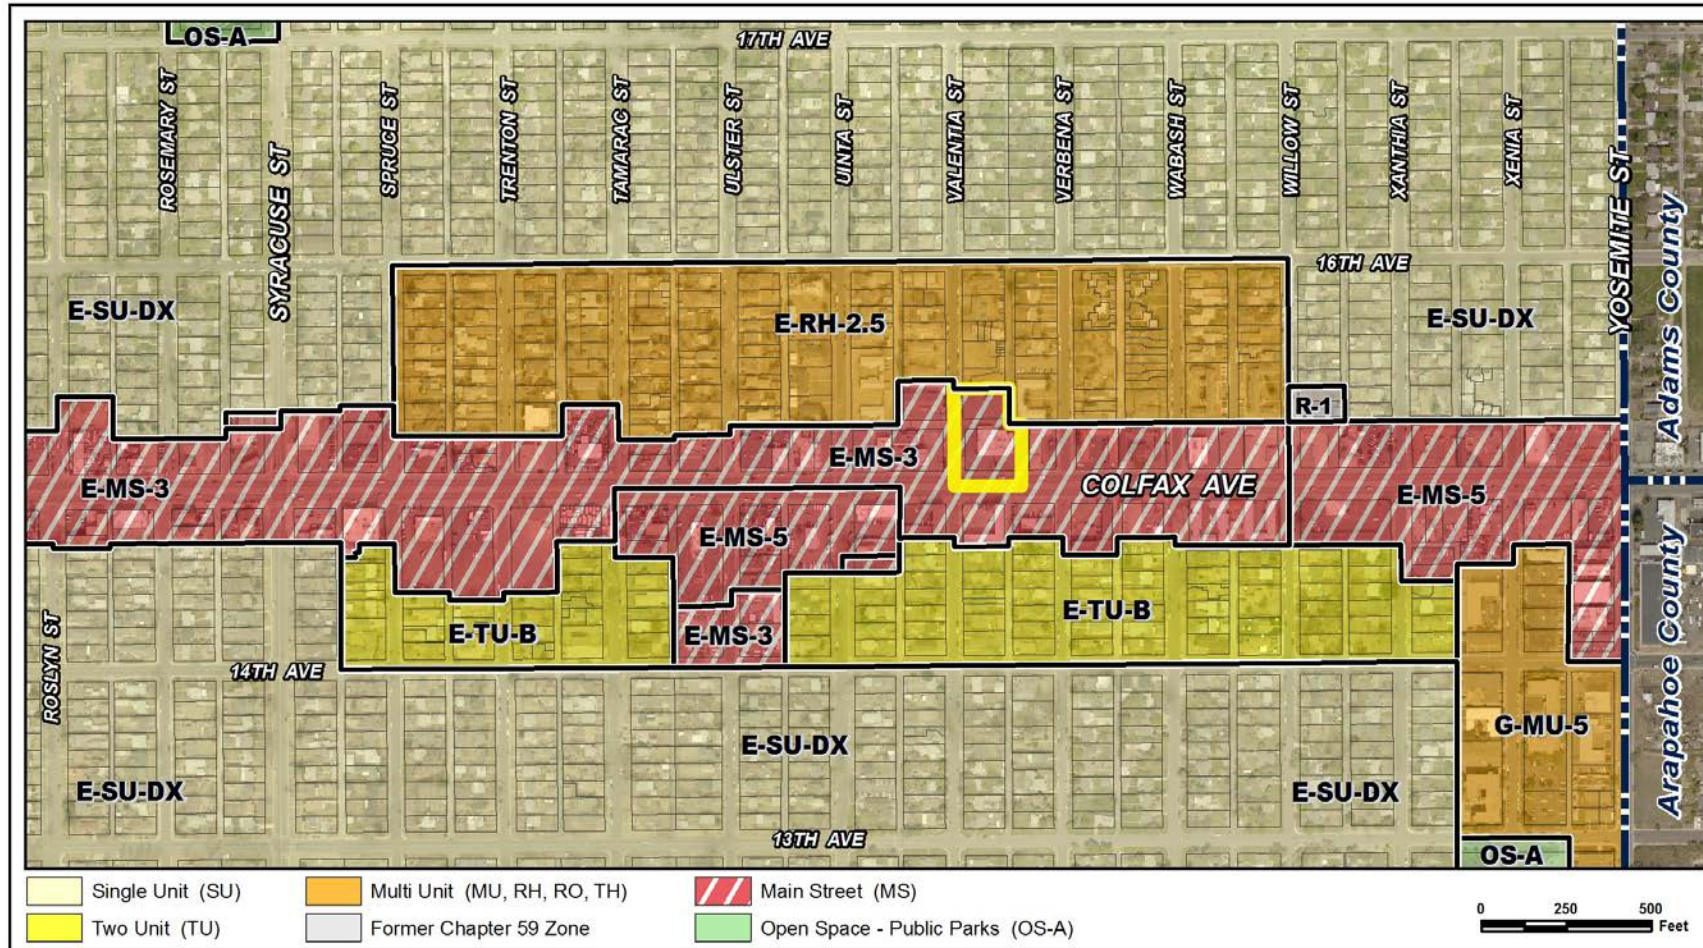 OS-A
17TH AVE
ROSEMARY ST
SYRACUSE ST
SPRUCE ST
TRENTON ST
TAMARAC ST
ULSTER ST
UINTA ST
VALENTIA ST
VERBENA ST
WABASH ST
WILLOW ST
XANTHIA ST
XENIA ST
YOSEMITE ST
Adams County
16TH AVE
E-SU-DX
E-RH-2.5
E-SU-DX
R-1
E-MS-3
E-MS-3
COLFAX AVE
E-MS-5
E-MS-5
Arapahoe County
ROSLYN ST
E-TU-B
E-MS-3
E-TU-B
14TH AVE
G-MU-5
E-SU-DX
E-SU-DX
E-SU-DX
13TH AVE
OS-A
Single Unit (SU)
Multi Unit (MU, RH, RO, TH)
Main Street (MS)
Two Unit (TU)
Former Chapter 59 Zone
Open Space - Public Parks (OS-A)
0 250 500
Feet